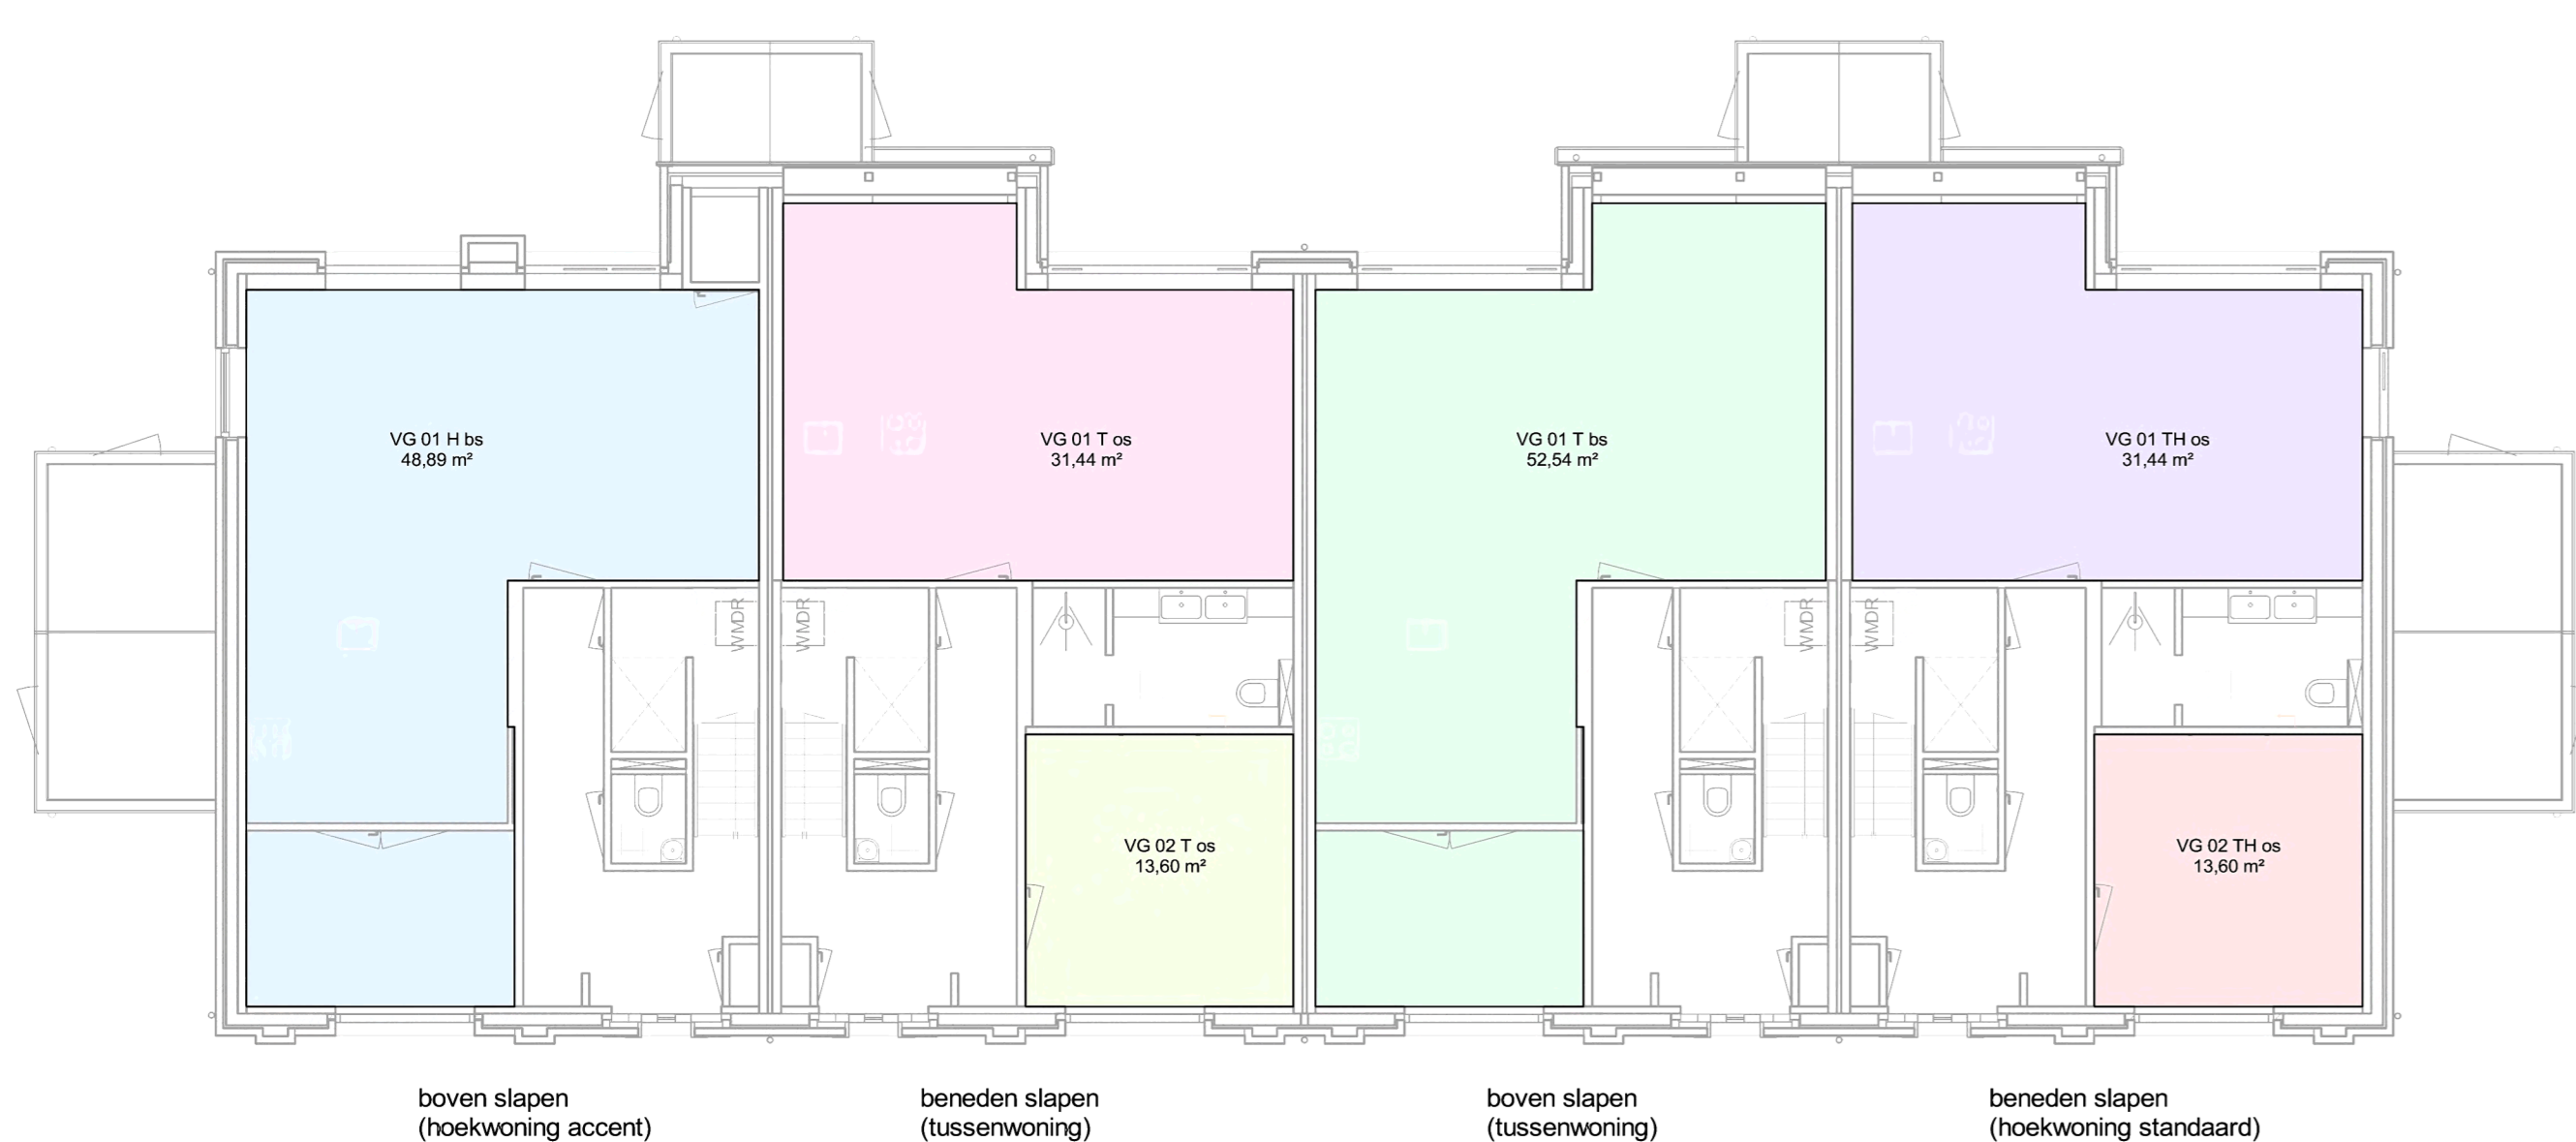 VG 01 H bs
48,89 m²
VG 01 T os
31,44 m²
VG 01 T bs
52,54 m²
VG 01 TH os
31,44 m²
WMDR
WMDR
WMDR
WMDR
VG 02 T os
13,60 m²
VG 02 TH os
13,60 m²
boven slapen
(hoekwoning accent)
beneden slapen
(tussenwoning)
boven slapen
(tussenwoning)
beneden slapen
(hoekwoning standaard)